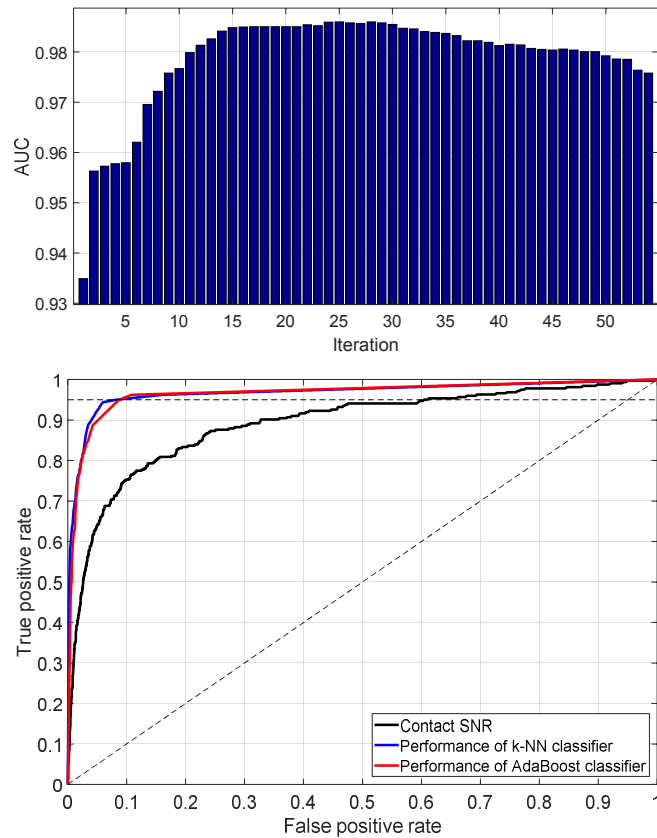 0.98
0.97
0.96
0.95
0.94
0.93
AUC
5 10 15 20 25 30 35 40 45 50
Iteration
1
0.9
0.8
0.7
0.6
0.5
0.4
0.3
0.2
0.1
0
True positive rate
Contact SNR
Performance of k-NN classifier
Performance of AdaBoost classifier
0 0.1 0.2 0.3 0.4 0.5 0.6 0.7 0.8 0.9 1
False positive rate